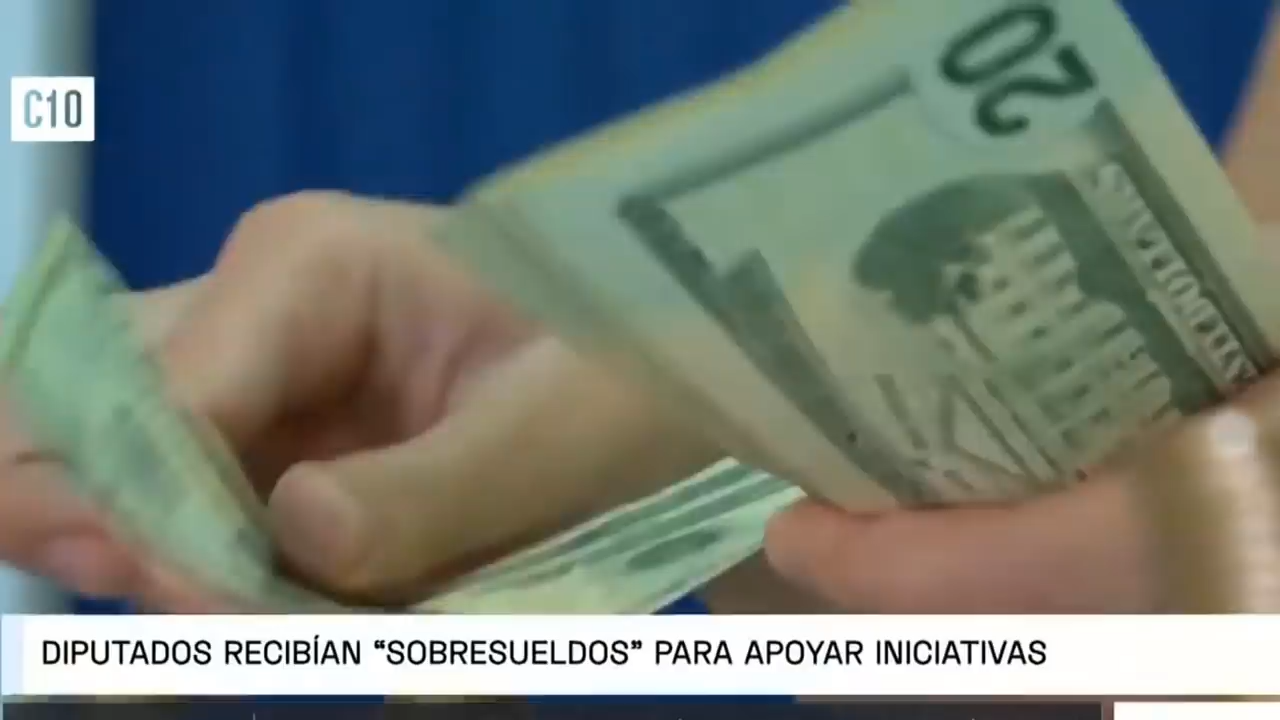 20
C10
DIPUTADOS RECIBÍAN “SOBRESUELDOS” PARA APOYAR INICIATIVAS